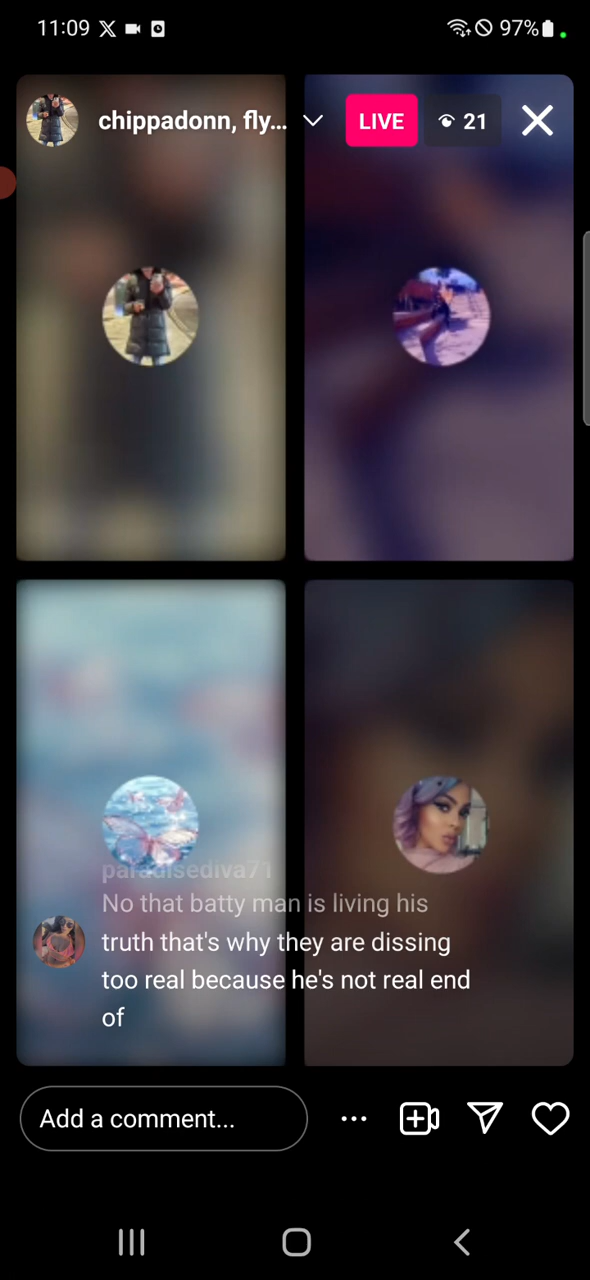 11:09 97%
chippadonn, fly... LIVE 21
paradisediva71
No that batty man is living his
truth that's why they are dissing
too real because he's not real end
of
Add a comment...